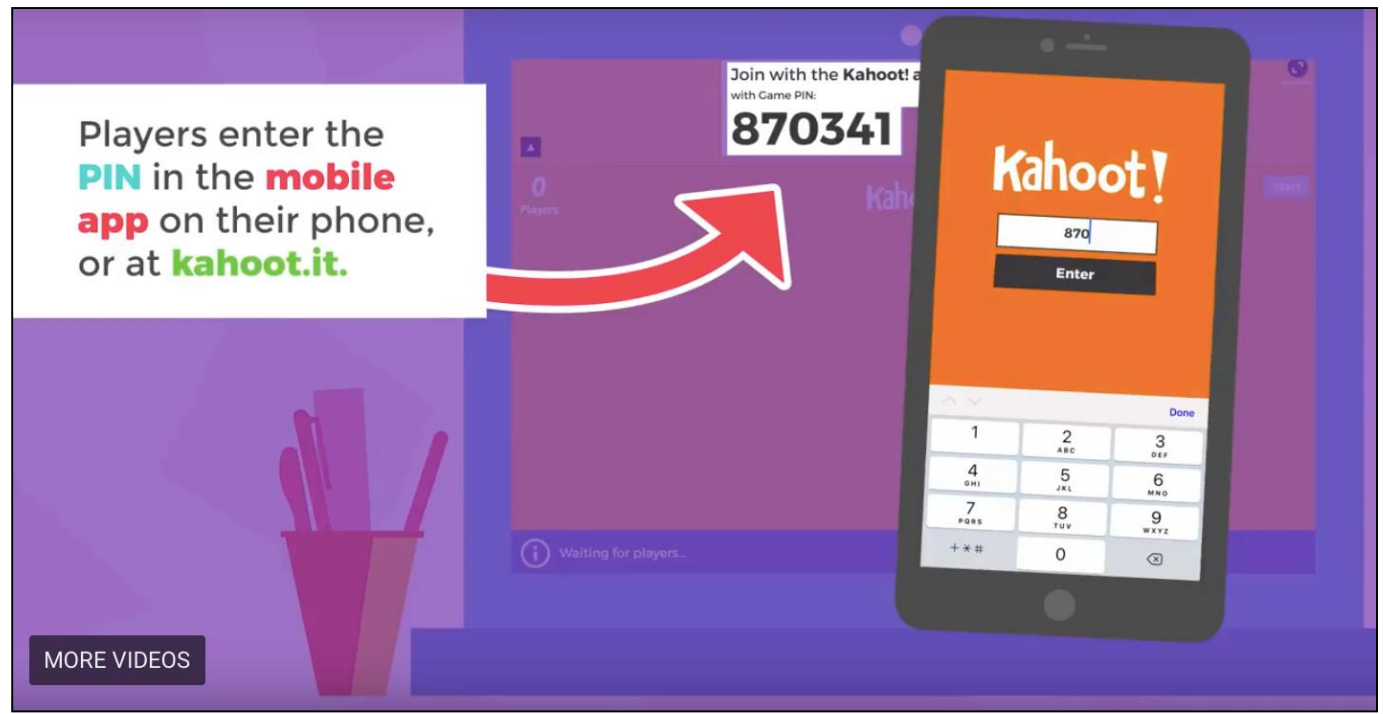 Players enter the
PIN in the mobile
app on their phone,
or at kahoot.it.
Join with the Kahoot! a
with Game PIN:
870341
0
Players
Kah
Start
Waiting for players...
Kahoot!
870
Enter
Done
1
2
ABC
3
DEF
4
GHI
5
JKL
6
MNO
7
PQRS
8
TUV
9
WXYZ
+*#
0
MORE VIDEOS